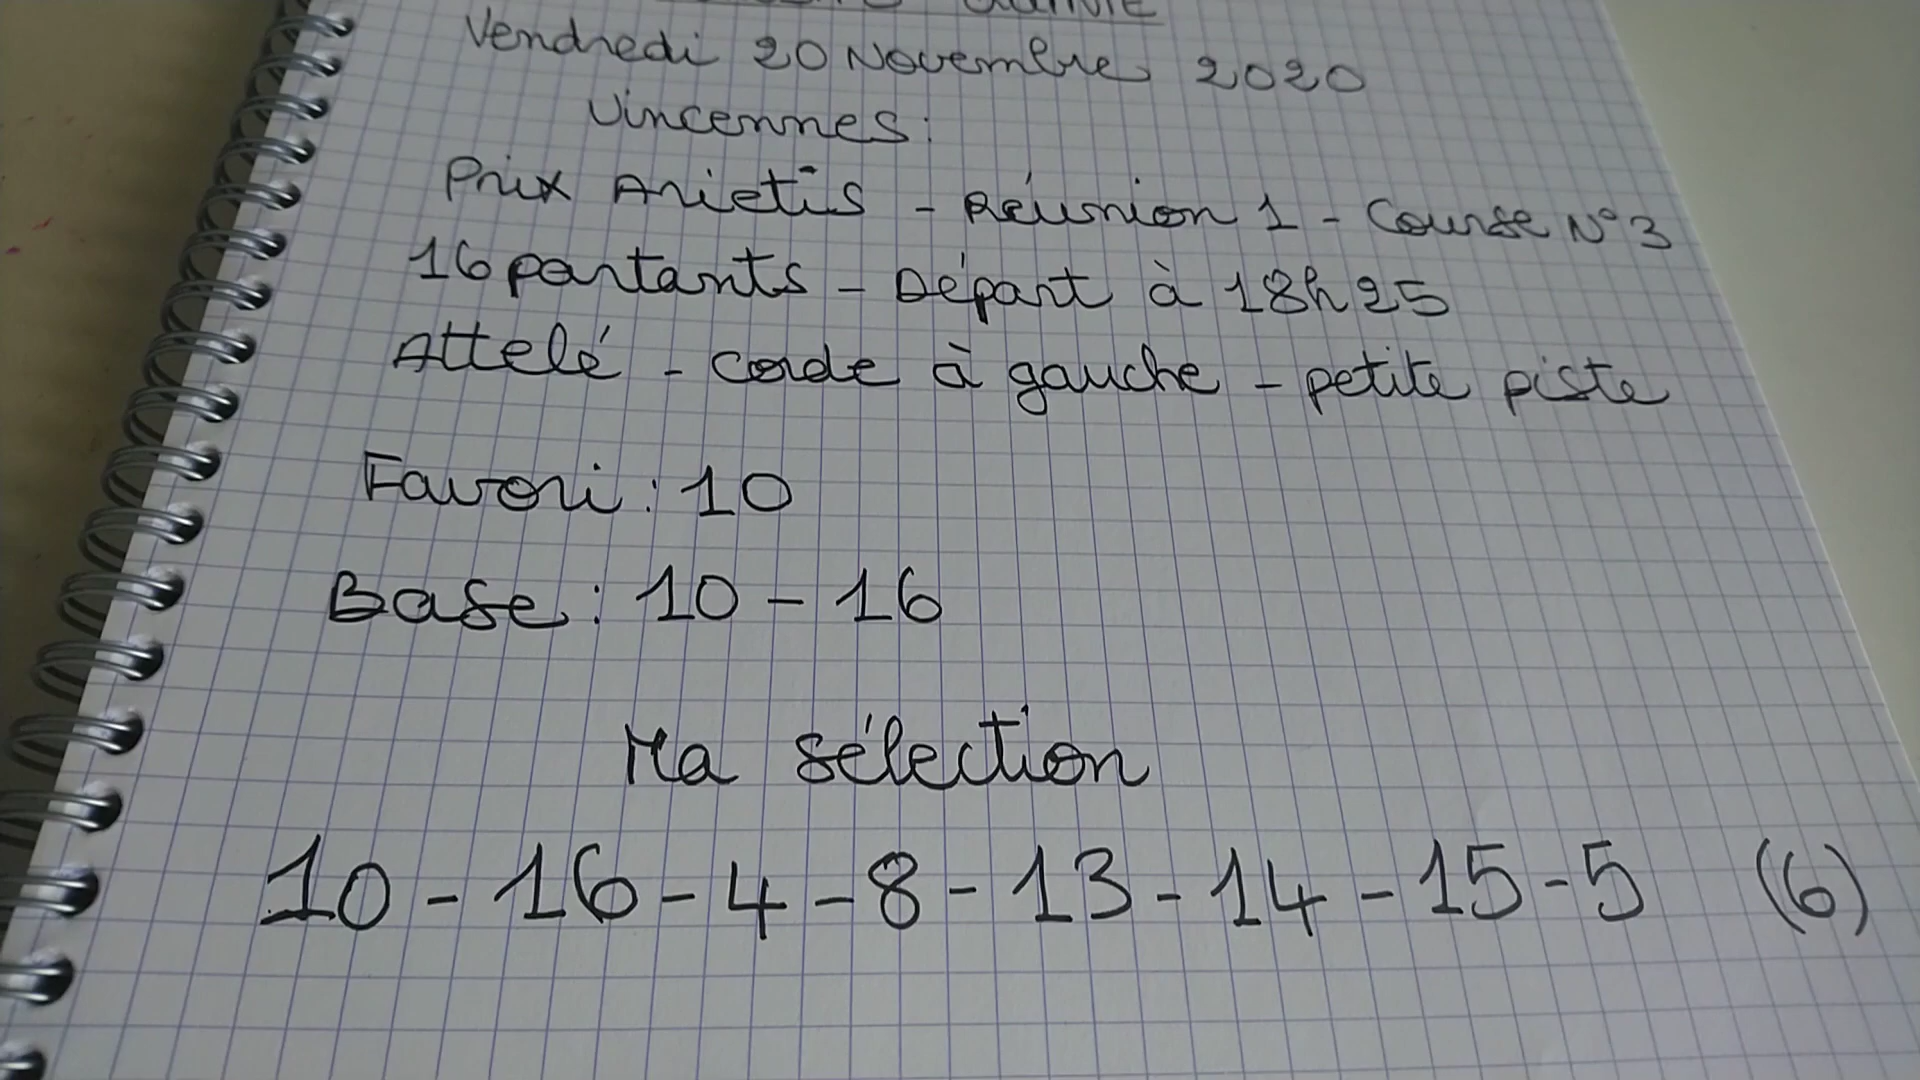 Vendredi 20 Novembre 2020
Vincennes:
Prix Arietis - Réunion 1 - Course N°3
16 partants - Départ à 18h25
Attelé - corde à gauche - petite piste
Favori : 10
Base : 10 - 16
Ma sélection
10 - 16 - 4 - 8 - 13 - 14 - 15 - 5 (6)